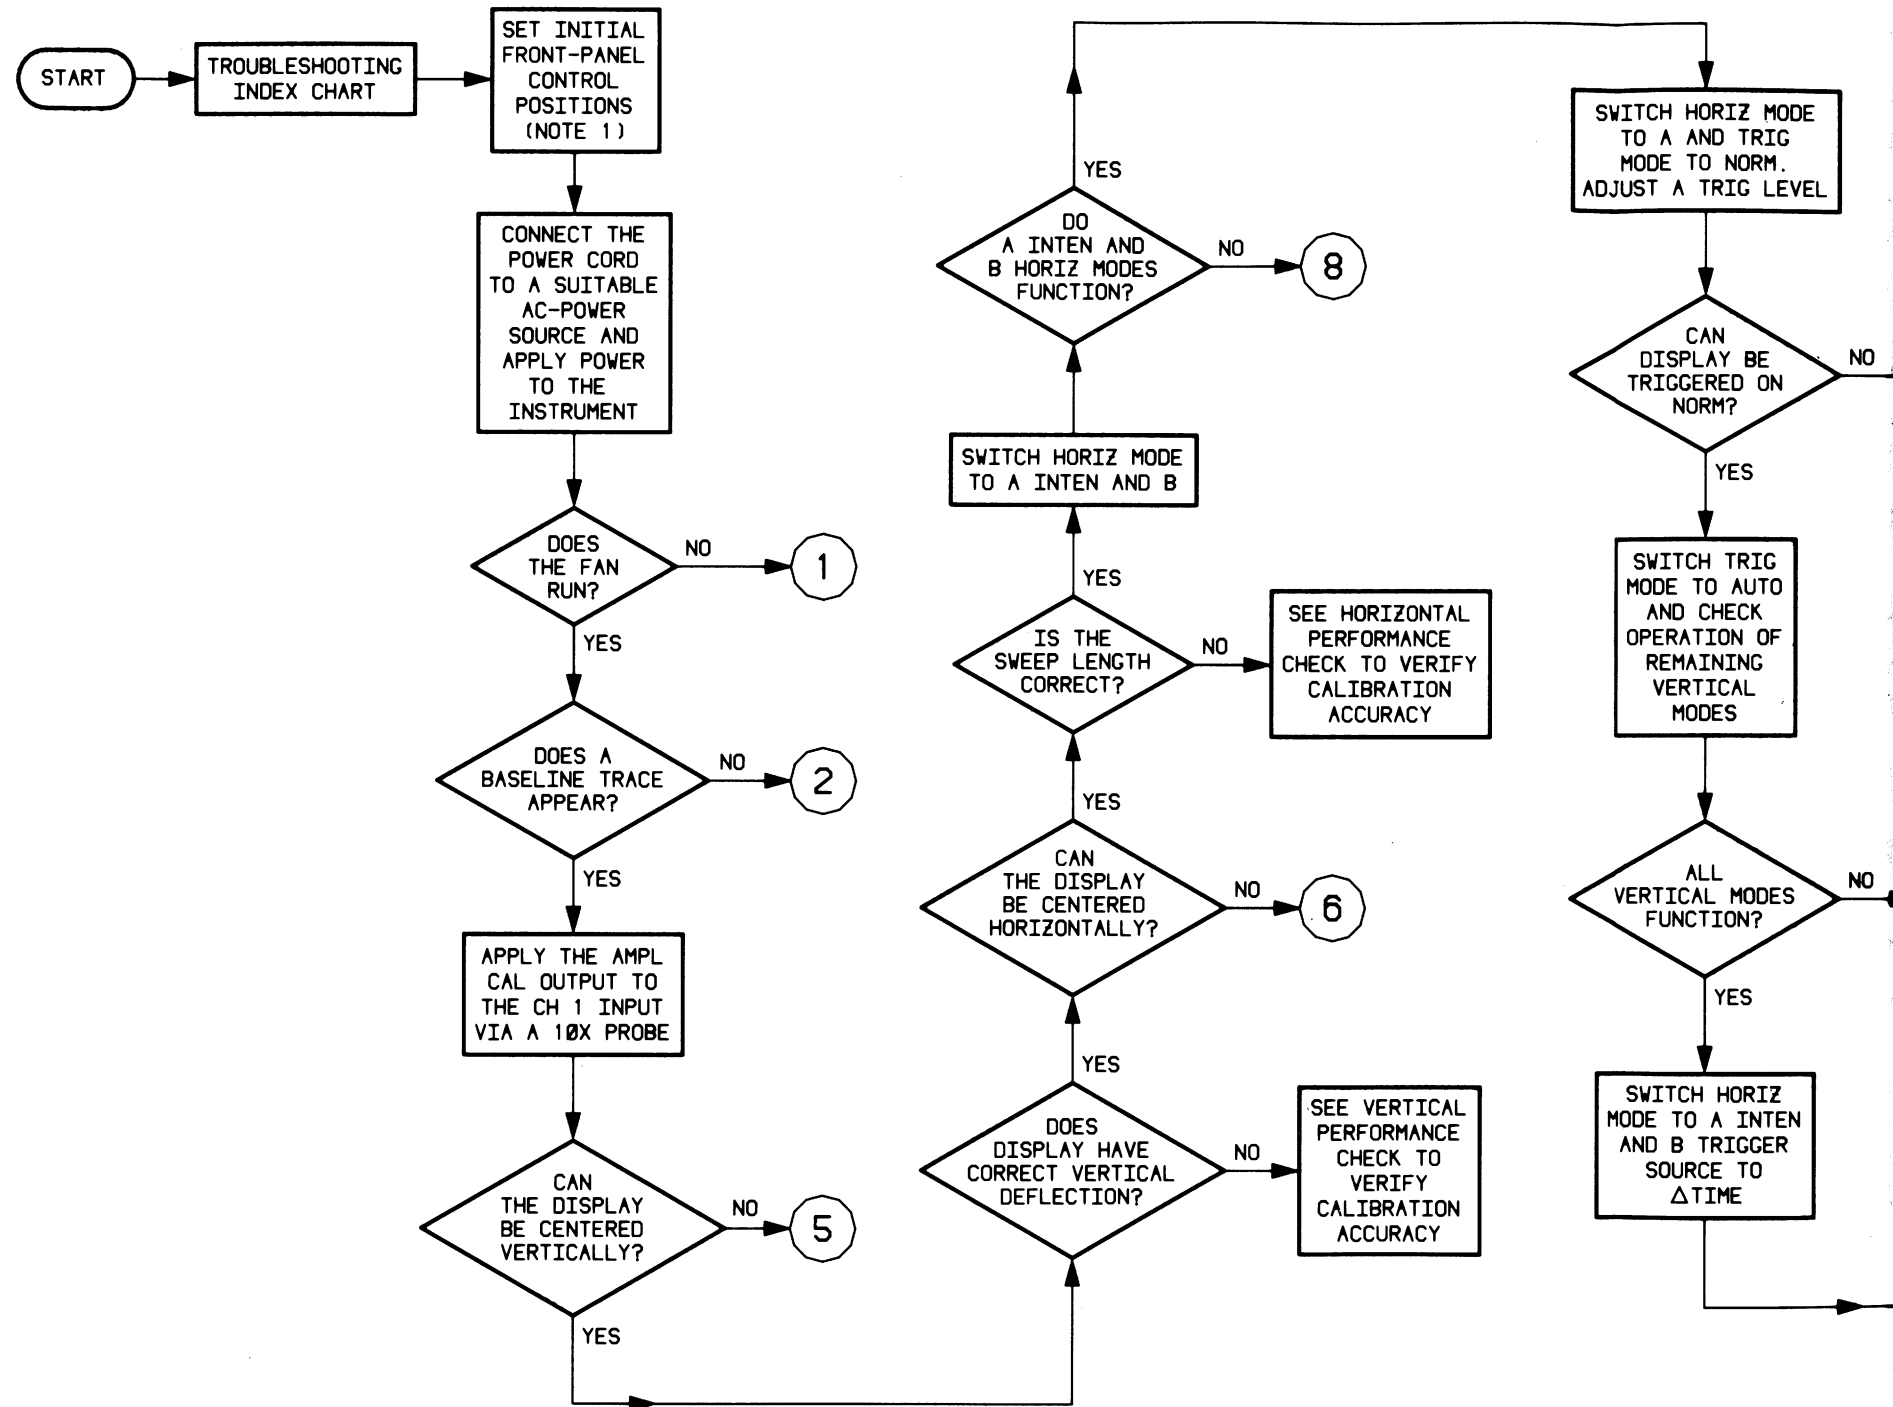 START
TROUBLESHOOTING
INDEX CHART
SET INITIAL
FRONT-PANEL
CONTROL
POSITIONS
(NOTE 1)
CONNECT THE
POWER CORD
TO A SUITABLE
AC-POWER
SOURCE AND
APPLY POWER
TO THE
INSTRUMENT
DOES
THE FAN
RUN?
NO
1
YES
DOES A
BASELINE TRACE
APPEAR?
NO
2
YES
APPLY THE AMPL
CAL OUTPUT TO
THE CH 1 INPUT
VIA A 10X PROBE
CAN
THE DISPLAY
BE CENTERED
VERTICALLY?
NO
5
YES
DOES
DISPLAY HAVE
CORRECT VERTICAL
DEFLECTION?
NO
SEE VERTICAL
PERFORMANCE
CHECK TO
VERIFY
CALIBRATION
ACCURACY
YES
CAN
THE DISPLAY
BE CENTERED
HORIZONTALLY?
NO
6
YES
IS THE
SWEEP LENGTH
CORRECT?
NO
SEE HORIZONTAL
PERFORMANCE
CHECK TO VERIFY
CALIBRATION
ACCURACY
YES
SWITCH HORIZ MODE
TO A INTEN AND B
DO
A INTEN AND
B HORIZ MODES
FUNCTION?
NO
8
YES
SWITCH HORIZ MODE
TO A AND TRIG
MODE TO NORM.
ADJUST A TRIG LEVEL
CAN
DISPLAY BE
TRIGGERED ON
NORM?
NO
YES
SWITCH TRIG
MODE TO AUTO
AND CHECK
OPERATION OF
REMAINING
VERTICAL
MODES
ALL
VERTICAL MODES
FUNCTION?
NO
YES
SWITCH HORIZ
MODE TO A INTEN
AND B TRIGGER
SOURCE TO
△TIME